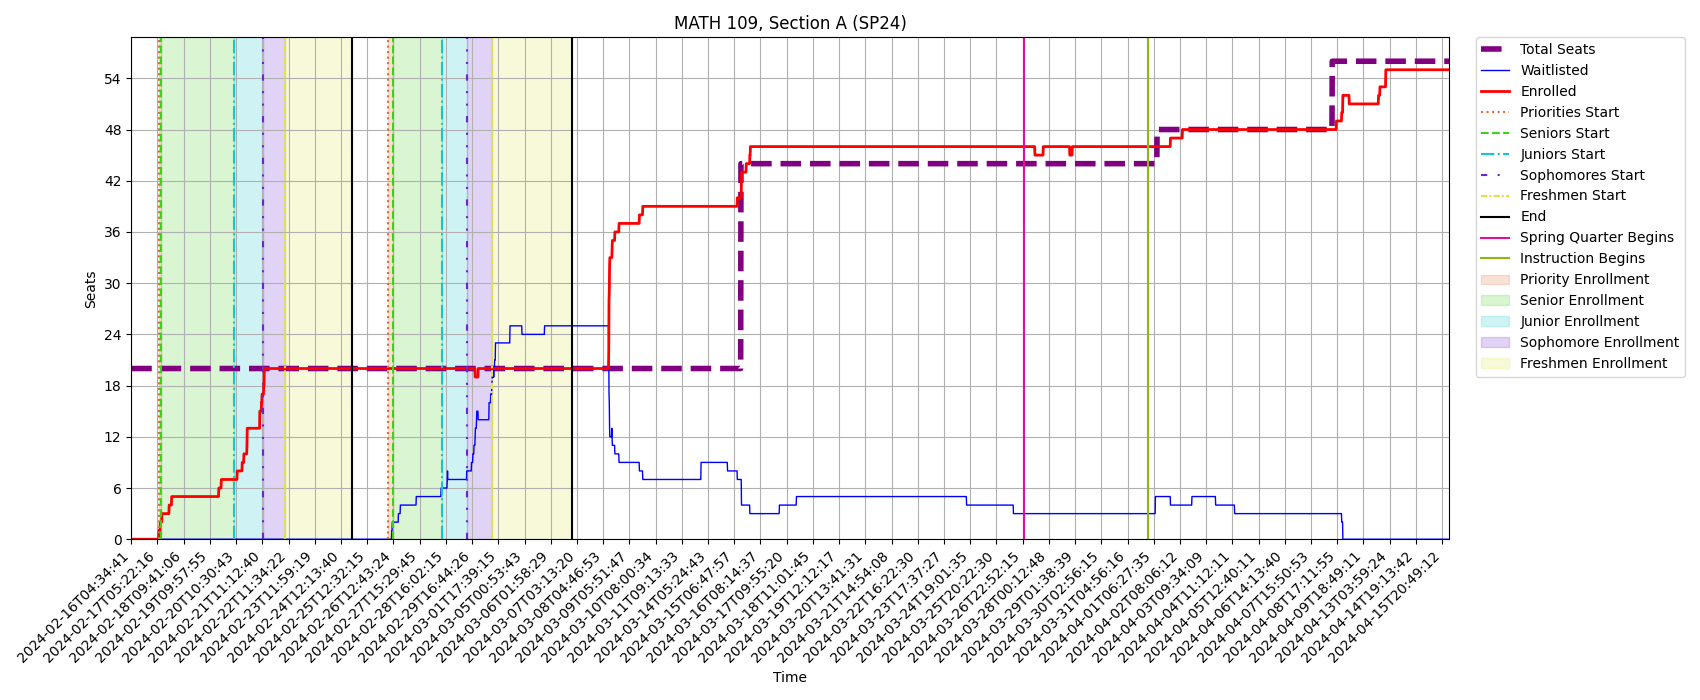 MATH 109, Section A (SP24)
Seats
54
48
42
36
30
24
18
12
6
0
2024-02-16T04:34:41
2024-02-17T05:22:16
2024-02-18T09:41:06
2024-02-19T09:57:55
2024-02-20T10:30:43
2024-02-21T11:12:40
2024-02-22T11:34:22
2024-02-23T11:59:19
2024-02-24T12:13:40
2024-02-25T12:32:15
2024-02-26T12:43:24
2024-02-27T15:29:45
2024-02-28T16:02:15
2024-02-29T16:44:26
2024-03-01T17:39:15
2024-03-05T00:53:43
2024-03-06T01:58:29
2024-03-07T03:13:20
2024-03-08T04:46:53
2024-03-09T05:51:47
2024-03-10T08:00:34
2024-03-11T09:13:33
2024-03-14T05:24:43
2024-03-15T06:47:57
2024-03-16T08:14:37
2024-03-17T09:55:20
2024-03-18T11:01:45
2024-03-19T12:12:17
2024-03-20T13:41:31
2024-03-21T14:54:08
2024-03-22T16:22:30
2024-03-23T17:37:27
2024-03-24T19:01:35
2024-03-25T20:22:30
2024-03-26T22:52:15
2024-03-28T00:12:48
2024-03-29T01:38:39
2024-03-30T02:56:15
2024-03-31T04:56:16
2024-04-01T06:27:35
2024-04-02T08:06:12
2024-04-03T09:34:09
2024-04-04T11:12:11
2024-04-05T12:40:11
2024-04-06T14:13:40
2024-04-07T15:50:53
2024-04-08T17:11:55
2024-04-09T18:49:11
2024-04-13T03:59:24
2024-04-14T19:13:42
2024-04-15T20:49:12
Time
Total Seats
Waitlisted
Enrolled
Priorities Start
Seniors Start
Juniors Start
Sophomores Start
Freshmen Start
End
Spring Quarter Begins
Instruction Begins
Priority Enrollment
Senior Enrollment
Junior Enrollment
Sophomore Enrollment
Freshmen Enrollment